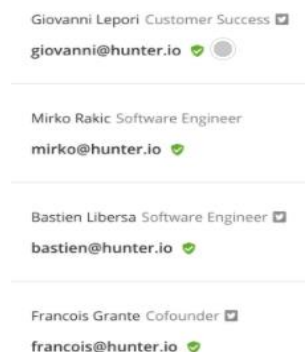 Giovanni Lepori Customer Success
giovanni@hunter.io
Mirko Rakic Software Engineer
mirko@hunter.io
Bastien Libersa Software Engineer
bastien@hunter.io
Francois Grante Cofounder
francois@hunter.io